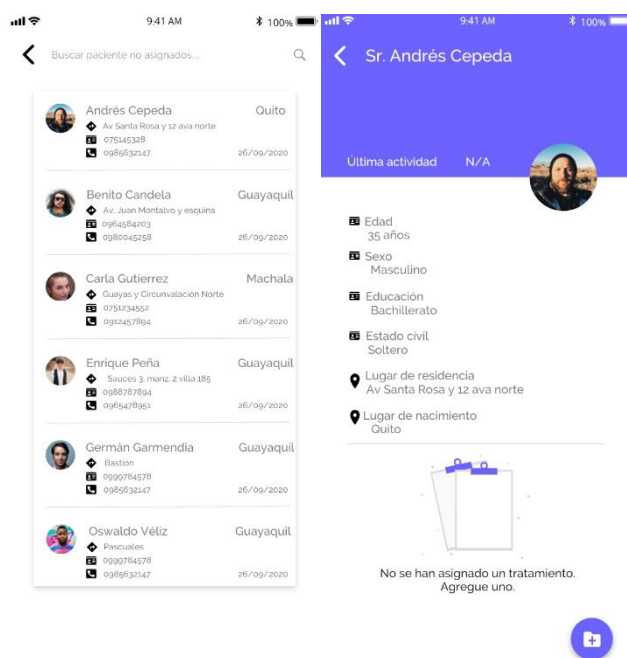 9:41 AM
100%
Buscar paciente no asignados...
Andrés Cepeda
Quito
Av Santa Rosa y 12 ava norte
075145328
0985632147
26/09/2020
Benito Candela
Guayaquil
Av. Juan Montalvo y esquina
0964584203
0980045258
26/09/2020
Carla Gutierrez
Machala
Guayas y Circunvalación Norte
0751234552
0912457894
26/09/2020
Enrique Peña
Guayaquil
Sauces 3, manz. 2 villa 185
0988787894
0965478951
26/09/2020
Germán Garmendia
Guayaquil
Bastión
0999784578
0985632147
26/09/2020
Oswaldo Véliz
Guayaquil
Pascuales
0999784578
0985632147
26/09/2020
9:41 AM
100%
Sr. Andrés Cepeda
Última actividad
N/A
Edad
35 años
Sexo
Masculino
Educación
Bachillerato
Estado civil
Soltero
Lugar de residencia
Av Santa Rosa y 12 ava norte
Lugar de nacimiento
Quito
No se han asignado un tratamiento.
Agregue uno.